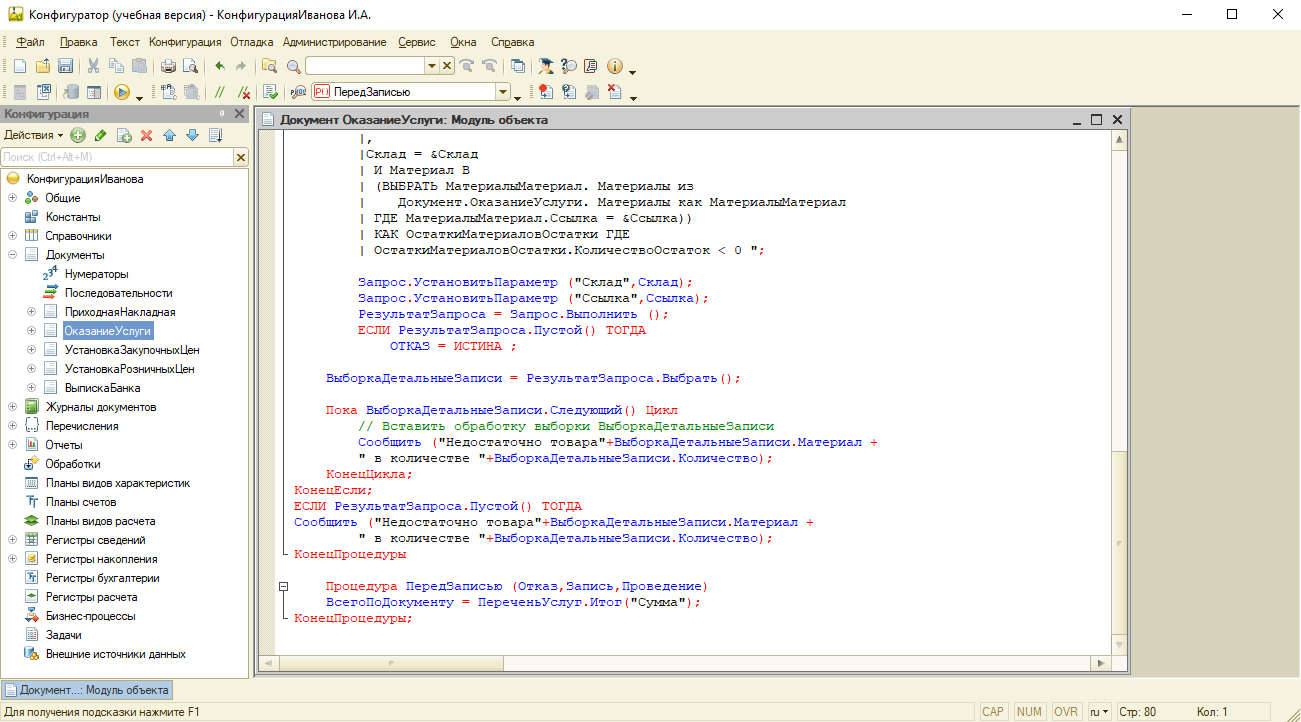 Конфигуратор (учебная версия) - КонфигурацияИванова И.А.
Файл Правка Текст Конфигурация Отладка Администрирование Сервис Окна Справка
ПередЗаписью
Конфигурация
Действия
Поиск (Ctrl+Alt+M)
КонфигурацияИванова
Общие
Константы
Справочники
Документы
Нумераторы
Последовательности
ПриходнаяНакладная
ОказаниеУслуги
УстановкаЗакупочныхЦен
УстановкаРозничныхЦен
ВыпискаБанка
Журналы документов
Перечисления
Отчеты
Обработки
Планы видов характеристик
Планы счетов
Планы видов расчета
Регистры сведений
Регистры накопления
Регистры бухгалтерии
Регистры расчета
Бизнес-процессы
Задачи
Внешние источники данных
Документ ОказаниеУслуги: Модуль объекта
|,
|Склад = &Склад
| И Материал В
| (ВЫБРАТЬ МатериалыМатериал. Материалы из
| Документ.ОказаниеУслуги. Материалы как МатериалыМатериал
| ГДЕ МатериалыМатериал.Ссылка = &Ссылка))
| КАК ОстаткиМатериаловОстатки ГДЕ
| ОстаткиМатериаловОстатки.КоличествоОстаток < 0 ";
Запрос.УстановитьПараметр ("Склад",Склад);
Запрос.УстановитьПараметр ("Ссылка",Ссылка);
РезультатЗапроса = Запрос.Выполнить ();
ЕСЛИ РезультатЗапроса.Пустой() ТОГДА
ОТКАЗ = ИСТИНА ;
ВыборкаДетальныеЗаписи = РезультатЗапроса.Выбрать();
Пока ВыборкаДетальныеЗаписи.Следующий() Цикл
// Вставить обработку выборки ВыборкаДетальныеЗаписи
Сообщить ("Недостаточно товара"+ВыборкаДетальныеЗаписи.Материал +
" в количестве "+ВыборкаДетальныеЗаписи.Количество);
КонецЦикла;
КонецЕсли;
ЕСЛИ РезультатЗапроса.Пустой() ТОГДА
Сообщить ("Недостаточно товара"+ВыборкаДетальныеЗаписи.Материал +
" в количестве "+ВыборкаДетальныеЗаписи.Количество);
КонецПроцедуры
Процедура ПередЗаписью (Отказ,Запись,Проведение)
ВсегоПоДокументу = ПереченьУслуг.Итог("Сумма");
КонецПроцедуры;
Документ...: Модуль объекта
Для получения подсказки нажмите F1
CAP NUM OVR ru Стр: 80 Кол: 1